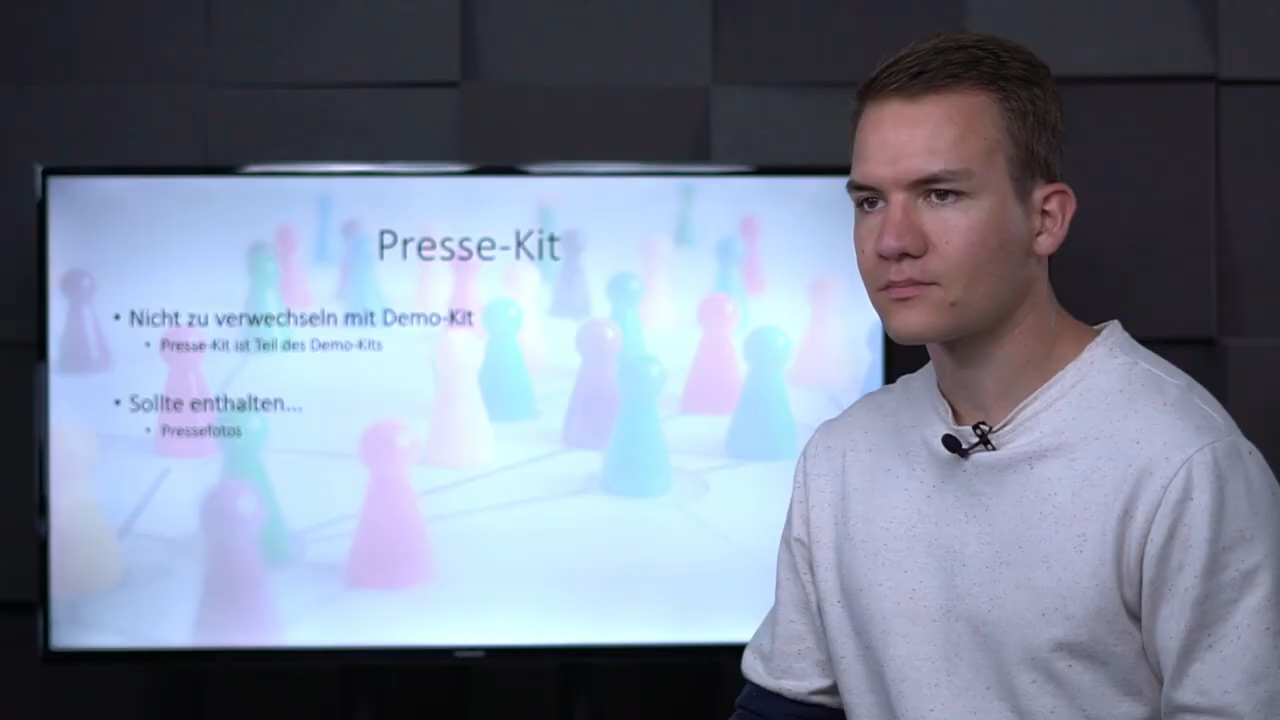 Presse-Kit
• Nicht zu verwechseln mit Demo-Kit
• Presse-Kit ist Teil des Demo-Kits
• Sollte enthalten...
• Pressefotos